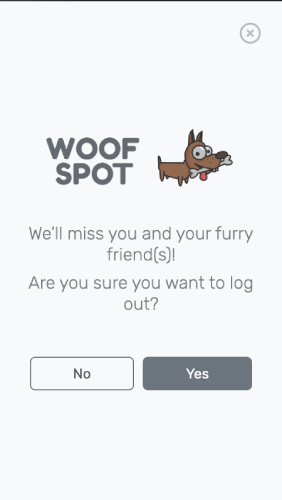 WOOF
SPOT
We'll miss you and your furry
friend(s)!
Are you sure you want to log
out?
No
Yes